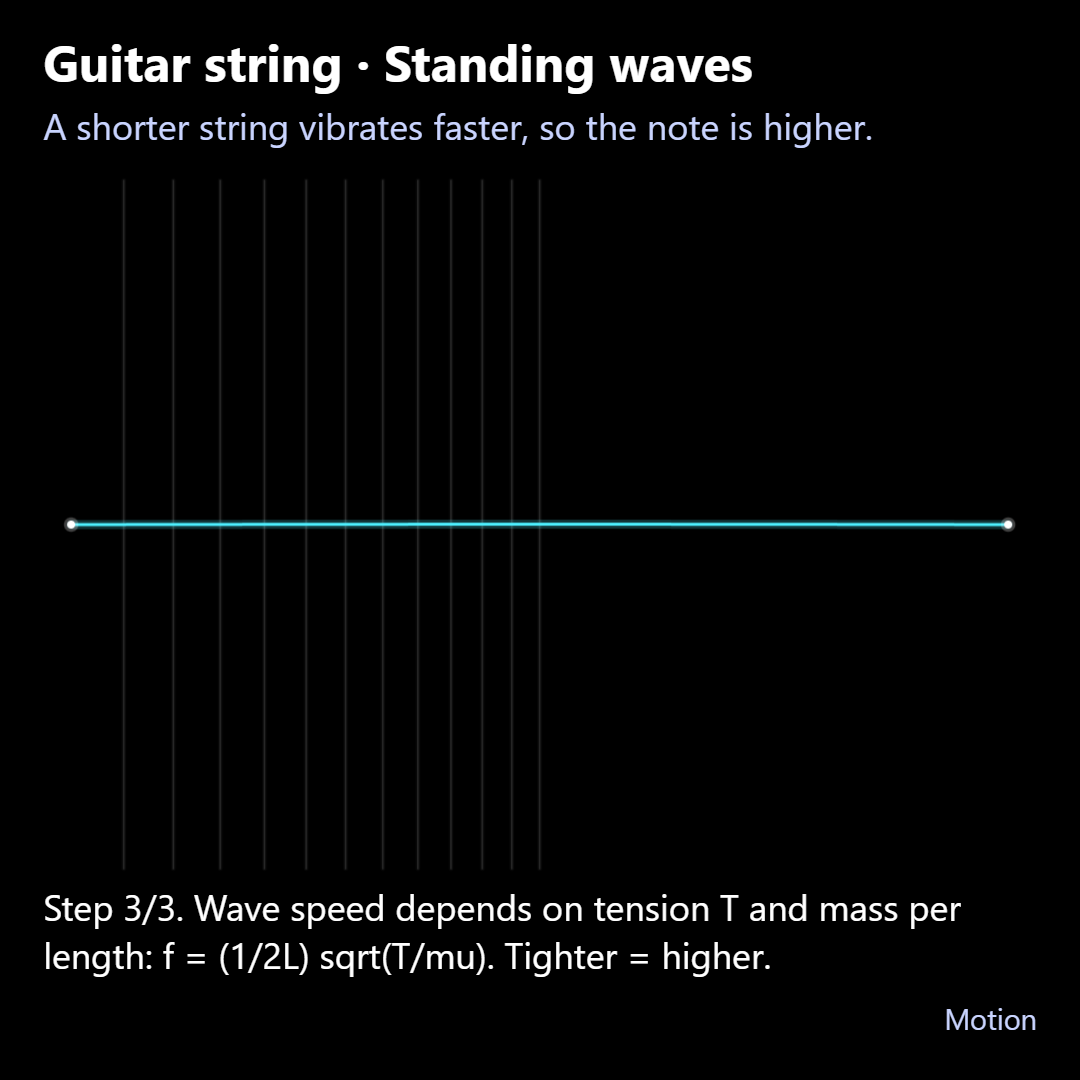 Guitar string · Standing waves
A shorter string vibrates faster, so the note is higher.
Step 3/3. Wave speed depends on tension T and mass per
length: f = (1/2L) sqrt(T/mu). Tighter = higher.
Motion